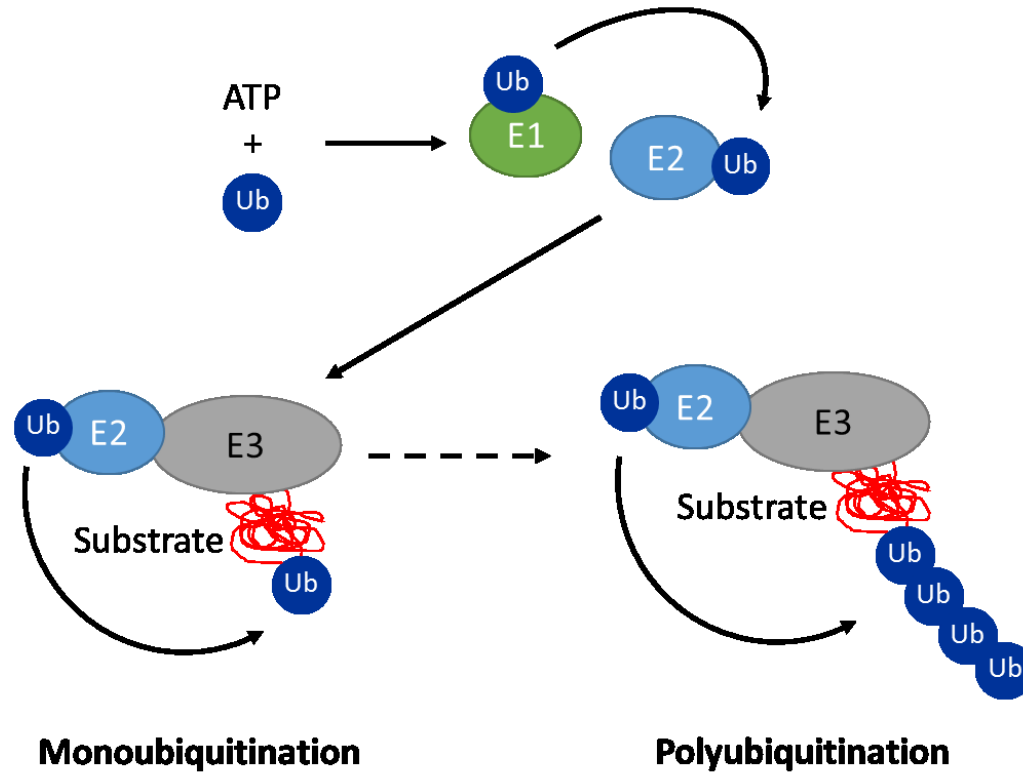 ATP
+
Ub
Ub
E1
E2
Ub
Ub
E2
E3
Substrate
Ub
Monoubiquitination
Ub
E2
E3
Substrate
Ub
Ub
Ub
Ub
Polyubiquitination